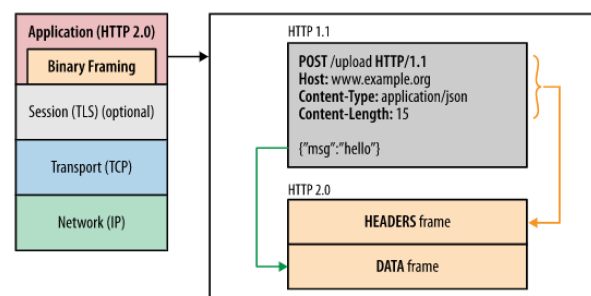 Application (HTTP 2.0)
Binary Framing
Session (TLS) (optional)
Transport (TCP)
Network (IP)
HTTP 1.1
POST /upload HTTP/1.1
Host: www.example.org
Content-Type: application/json
Content-Length: 15
{"msg":"hello"}
HTTP 2.0
HEADERS frame
DATA frame